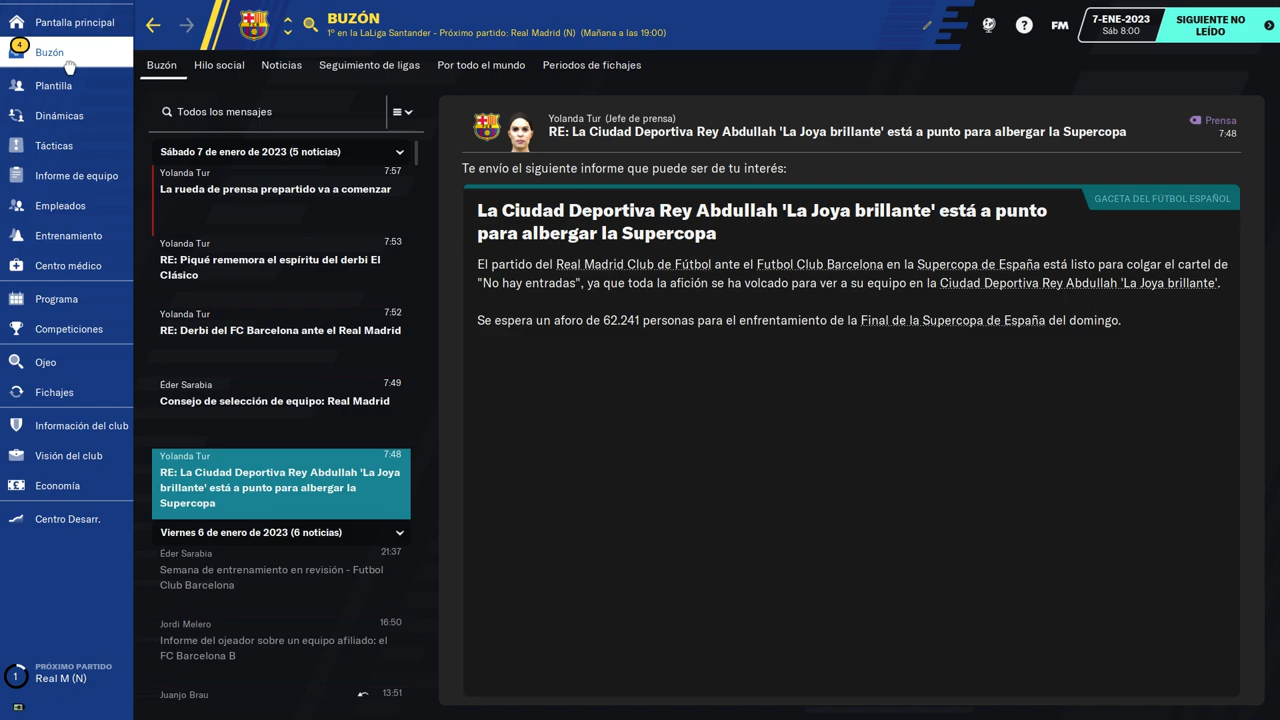 Pantalla principal
4
Buzón
Plantilla
Dinámicas
Tácticas
Informe de equipo
Empleados
Entrenamiento
Centro médico
Programa
Competiciones
Ojeo
Fichajes
Información del club
Visión del club
Economía
Centro Desarr.
1
PRÓXIMO PARTIDO
Real M (N)
BUZÓN
1º en la LaLiga Santander - Próximo partido: Real Madrid (N) (Mañana a las 19:00)
?
FM
7-ENE-2023
Sáb 8:00
SIGUIENTE NO
LEÍDO
Buzón Hilo social Noticias Seguimiento de ligas Por todo el mundo Periodos de fichajes
Todos los mensajes
Sábado 7 de enero de 2023 (5 noticias)
Yolanda Tur 7:57
La rueda de prensa prepartido va a comenzar
Yolanda Tur 7:53
RE: Piqué rememora el espíritu del derbi El
Clásico
Yolanda Tur 7:52
RE: Derbi del FC Barcelona ante el Real Madrid
Éder Sarabia 7:49
Consejo de selección de equipo: Real Madrid
Yolanda Tur 7:48
RE: La Ciudad Deportiva Rey Abdullah 'La Joya
brillante' está a punto para albergar la
Supercopa
Viernes 6 de enero de 2023 (6 noticias)
Éder Sarabia 21:37
Semana de entrenamiento en revisión - Futbol
Club Barcelona
Jordi Melero 16:50
Informe del ojeador sobre un equipo afiliado: el
FC Barcelona B
Juanjo Brau 13:51
Yolanda Tur (Jefe de prensa)
RE: La Ciudad Deportiva Rey Abdullah 'La Joya brillante' está a punto para albergar la Supercopa
Prensa
7:48
Te envío el siguiente informe que puede ser de tu interés:
GACETA DEL FÚTBOL ESPAÑOL
La Ciudad Deportiva Rey Abdullah 'La Joya brillante' está a punto
para albergar la Supercopa
El partido del Real Madrid Club de Fútbol ante el Futbol Club Barcelona en la Supercopa de España está listo para colgar el cartel de
"No hay entradas", ya que toda la afición se ha volcado para ver a su equipo en la Ciudad Deportiva Rey Abdullah 'La Joya brillante'.
Se espera un aforo de 62.241 personas para el enfrentamiento de la Final de la Supercopa de España del domingo.